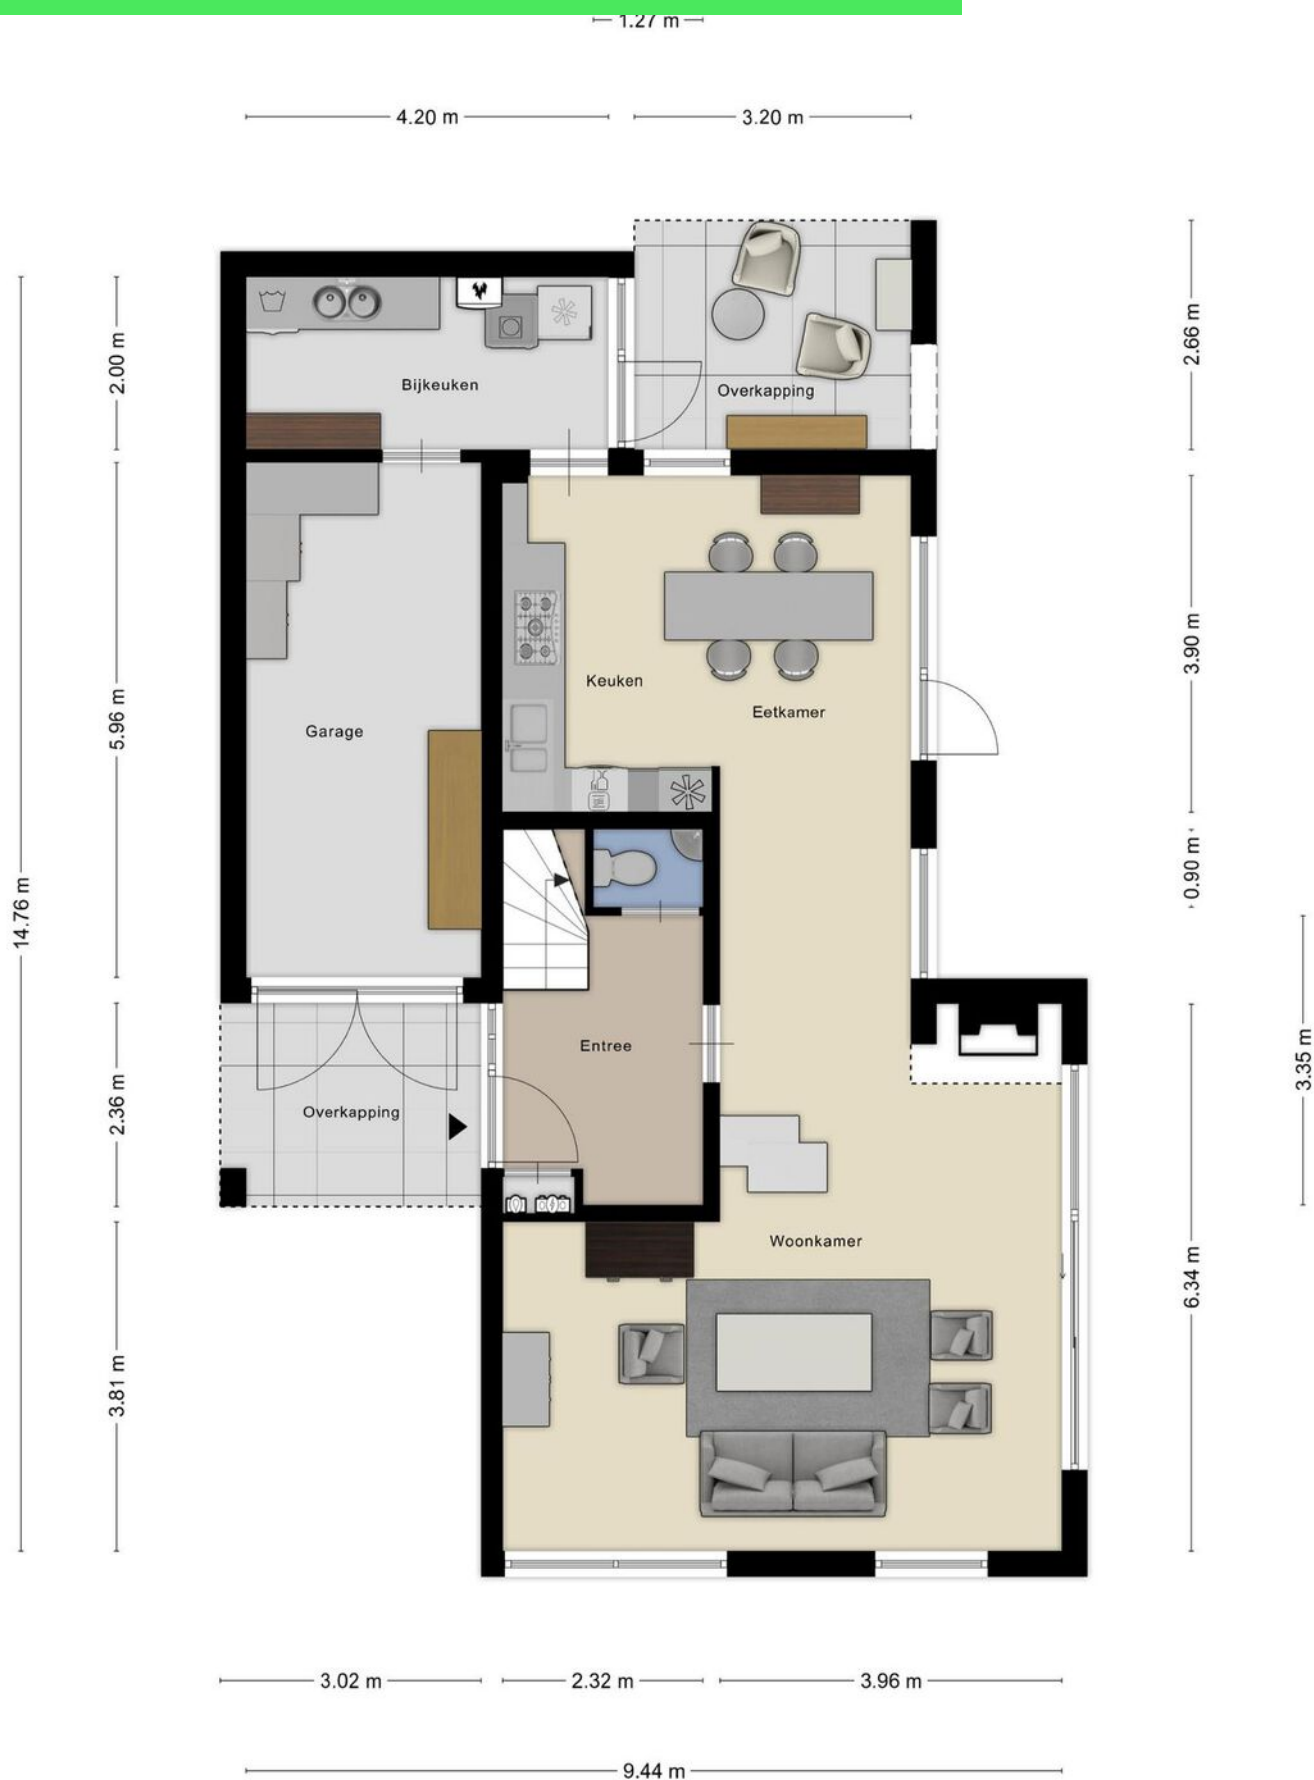 1.27 m
4.20 m
3.20 m
2.00 m
2.66 m
Bijkeuken
Overkapping
5.96 m
3.90 m
Keuken
Eetkamer
Garage
14.76 m
0.90 m
Entree
3.35 m
2.36 m
Overkapping
Woonkamer
6.34 m
3.81 m
3.02 m
2.32 m
3.96 m
9.44 m